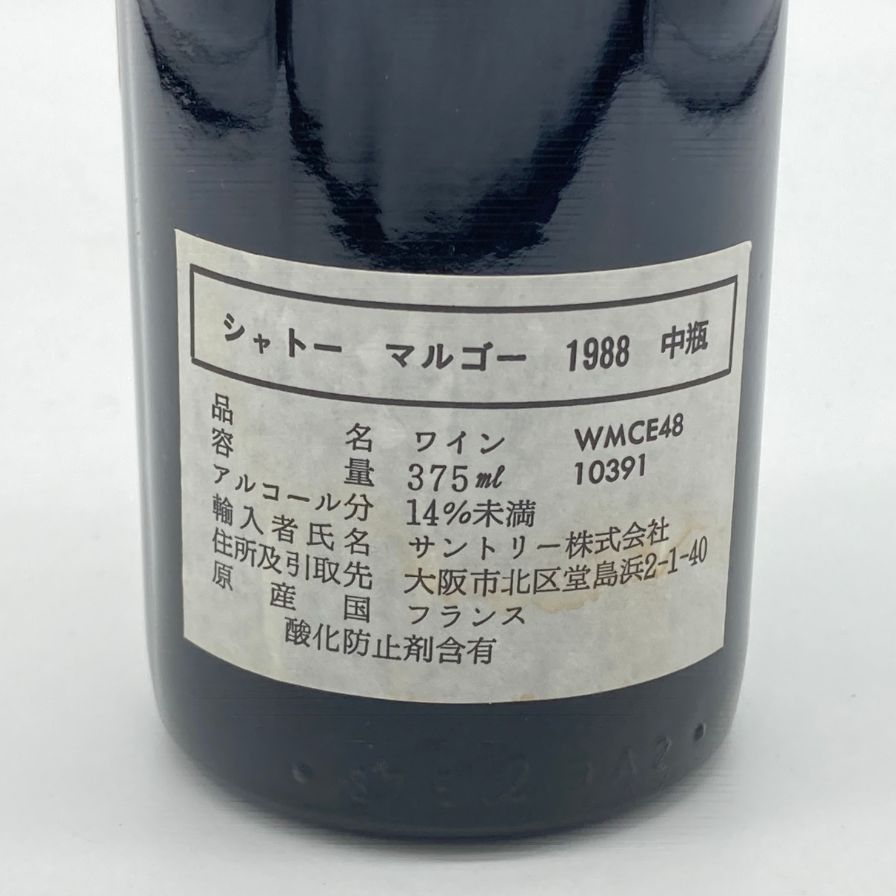 シャトー マルゴー 1988 中瓶
品名 ワイン WMCE48
容量 375ml 10391
アルコール分 14%未満
輸入者氏名 サントリー株式会社
住所及引取先 大阪市北区堂島浜2-1-40
原産国 フランス
酸化防止剤含有